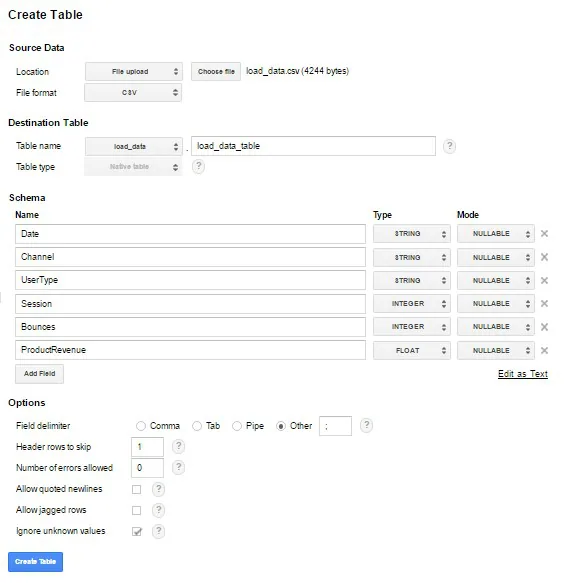 Create Table
Source Data
Location File upload Choose file load_data.csv (4244 bytes)
File format CSV
Destination Table
Table name load_data . load_data_table ?
Table type Native table ?
Schema
Name Type Mode
Date STRING NULLABLE
Channel STRING NULLABLE
UserType STRING NULLABLE
Session INTEGER NULLABLE
Bounces INTEGER NULLABLE
ProductRevenue FLOAT NULLABLE
Add Field Edit as Text
Options
Field delimiter Comma Tab Pipe Other ; ?
Header rows to skip 1 ?
Number of errors allowed 0 ?
Allow quoted newlines ?
Allow jagged rows ?
Ignore unknown values ?
Create Table